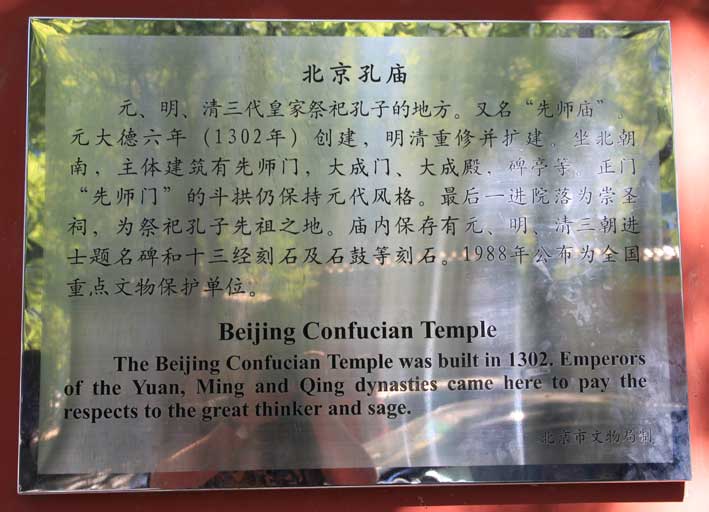 北京孔庙
元、明、清三代皇家祭祀孔子的地方。又名“先师庙”。
元大德六年（1302年）创建，明清重修并扩建。坐北朝
南，主体建筑有先师门，大成门、大成殿，碑亭等。正门
“先师门”的斗拱仍保持元代风格。最后一进院落为崇圣
祠，为祭祀孔子先祖之地。庙内保存有元、明、清三朝进
士题名碑和十三经刻石及石鼓等刻石。1988年公布为全国
重点文物保护单位。
Beijing Confucian Temple
The Beijing Confucian Temple was built in 1302. Emperors
of the Yuan, Ming and Qing dynasties came here to pay the
respects to the great thinker and sage.
北京市文物局制